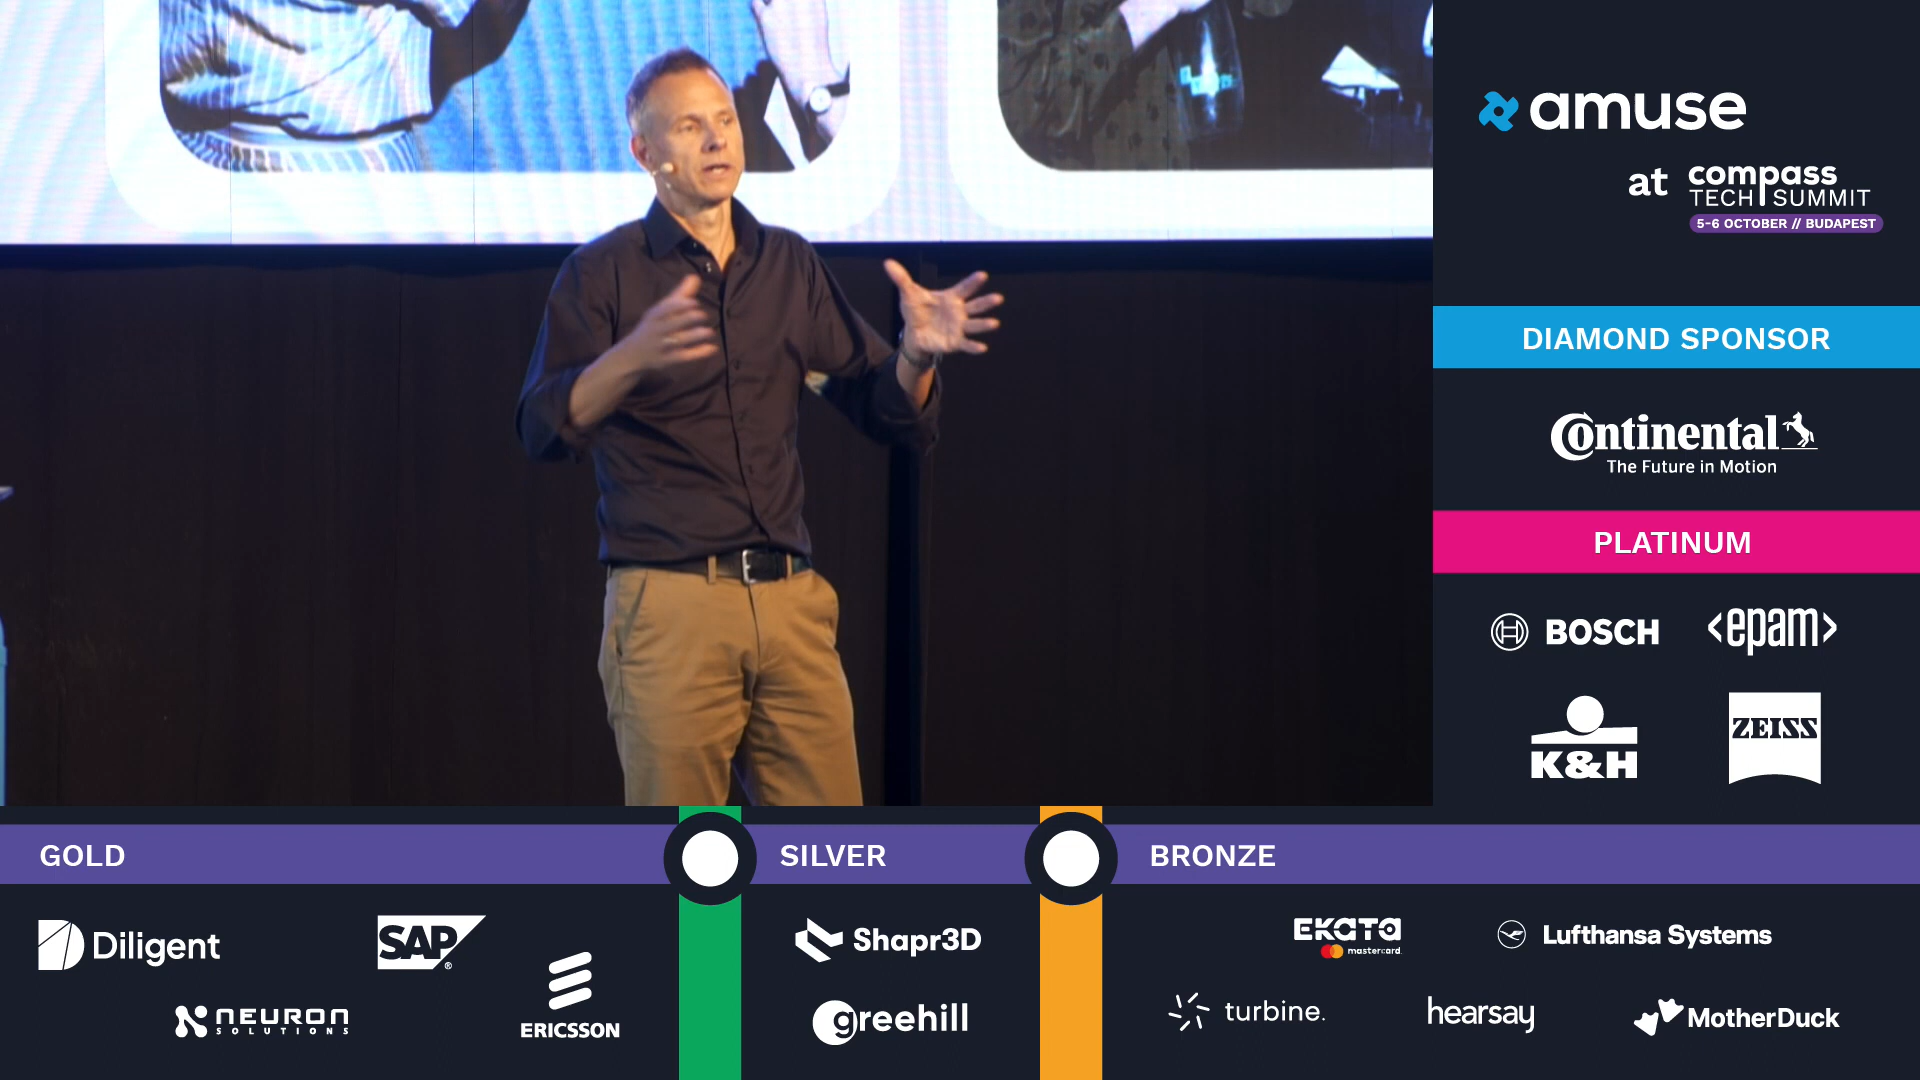 amuse
at
compass
TECH SUMMIT
5-6 OCTOBER // BUDAPEST
DIAMOND SPONSOR
Continental
The Future in Motion
PLATINUM
BOSCH
<epam>
K&H
ZEISS
GOLD
SILVER
BRONZE
Diligent
SAP®
NEURON
SOLUTIONS
ERICSSON
Shapr3D
greehill
EKATA
mastercard.
Lufthansa Systems
turbine.
hearsay
MotherDuck